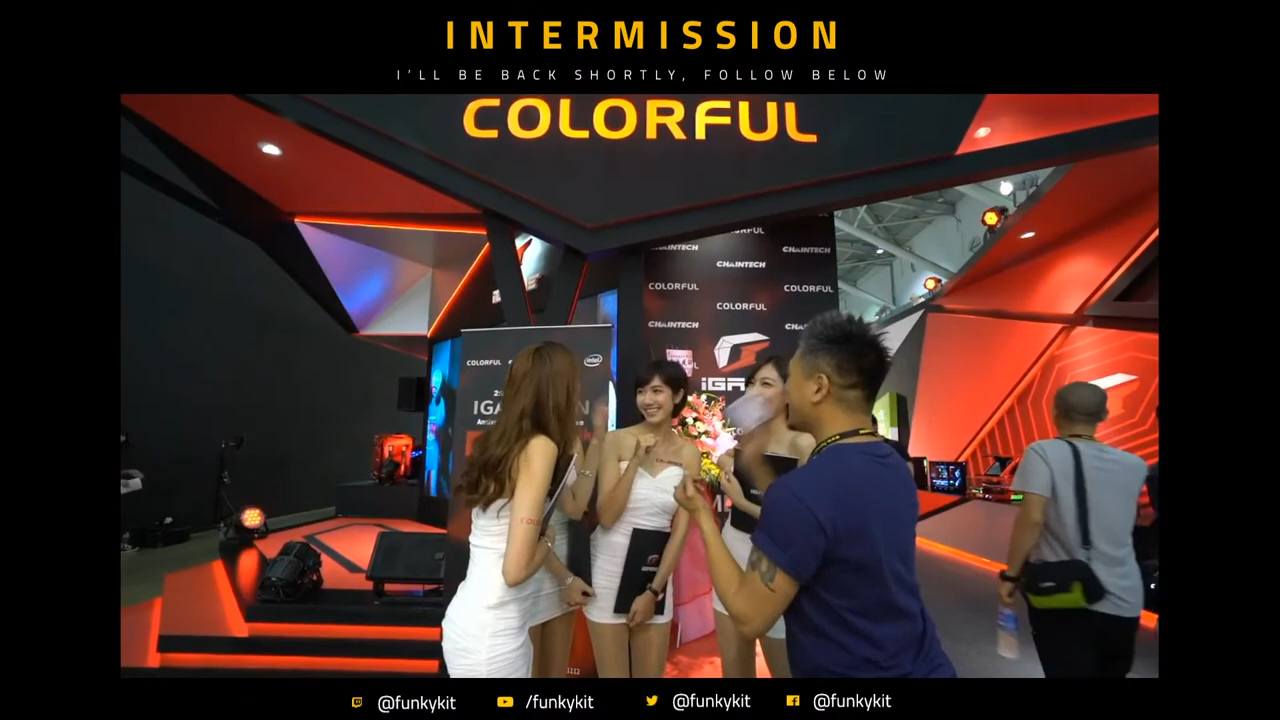 INTERMISSION
I'LL BE BACK SHORTLY, FOLLOW BELOW
COLORFUL
CHAINTECH
CHAINTECH
COLORFUL
COLORFUL
COLORFUL
CHAINTECH
COLORFUL
intel
@funkykit
/funkykit
@funkykit
@funkykit